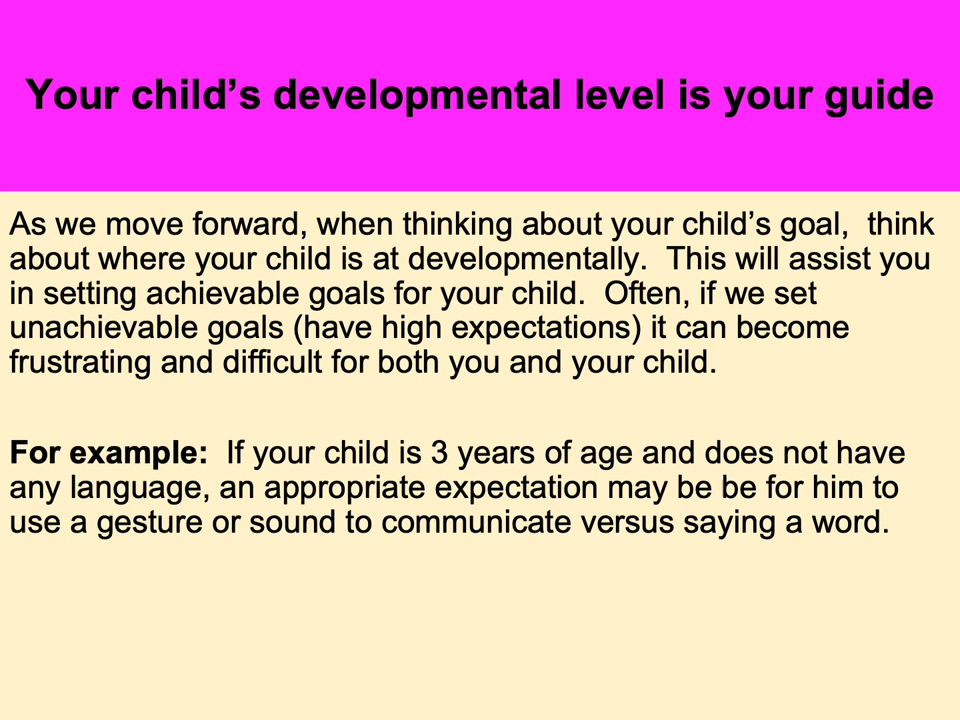 Your child’s developmental level is your guide
As we move forward, when thinking about your child’s goal,  think
about where your child is at developmentally.  This will assist you
in setting achievable goals for your child.  Often, if we set
unachievable goals (have high expectations) it can become
frustrating and difficult for both you and your child.
For example:  If your child is 3 years of age and does not have
any language, an appropriate expectation may be be for him to
use a gesture or sound to communicate versus saying a word.